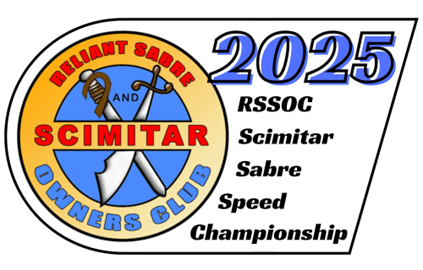 RELIANT SABRE
AND
SCIMITAR
OWNERS CLUB
2025
RSSOC
Scimitar
Sabre
Speed
Championship